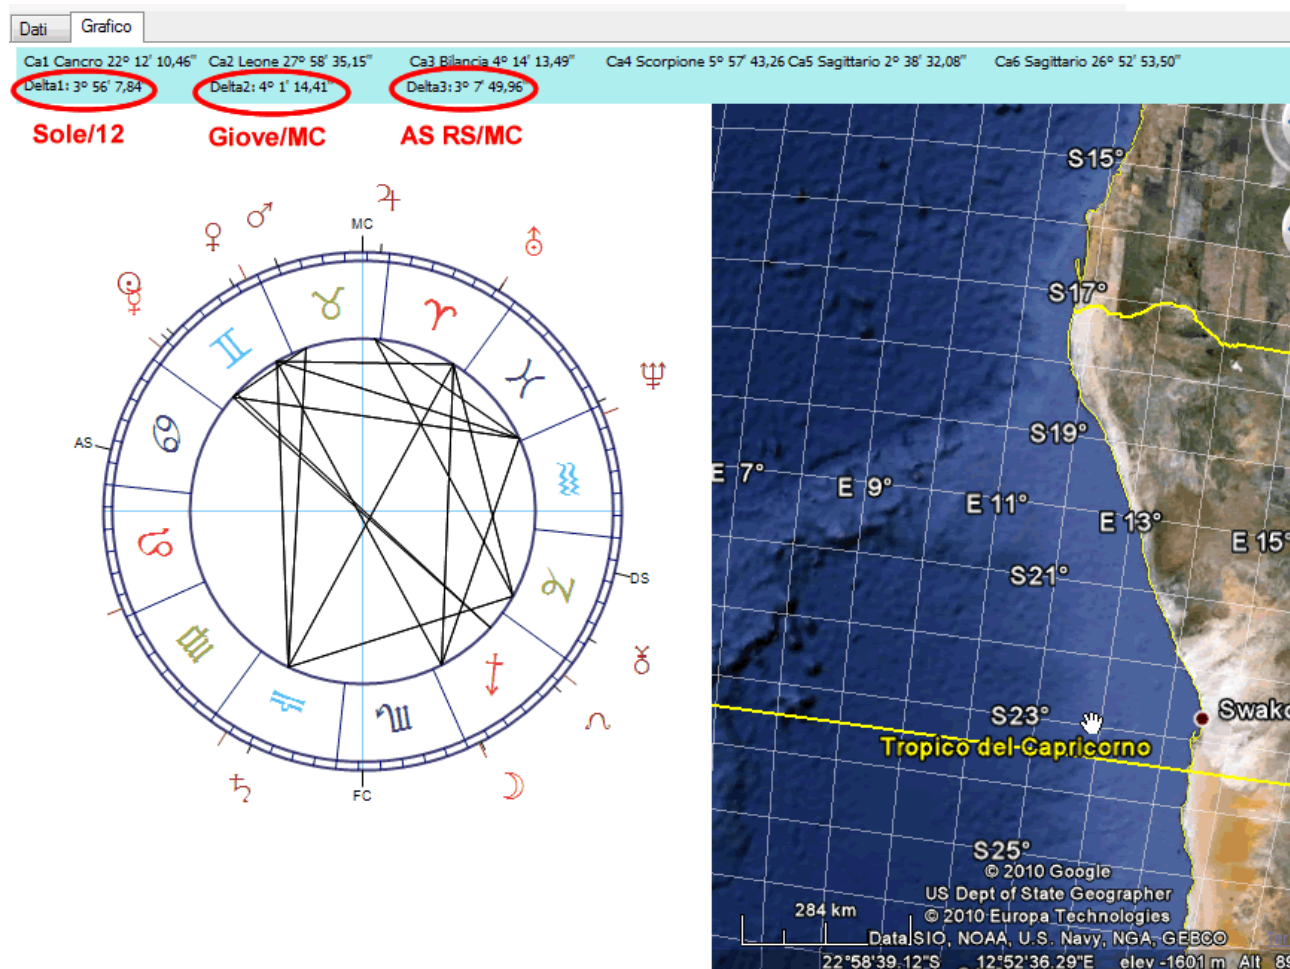 Dati
Grafico
Ca1 Cancro 22° 12' 10,46"
Ca2 Leone 27° 58' 35,15"
Ca3 Bilancia 4° 14' 13,49"
Ca4 Scorpione 5° 57' 43,26
Ca5 Sagittario 2° 38' 32,08"
Ca6 Sagittario 26° 52' 53,50"
Delta1: 3° 56' 7,84
Delta2: 4° 1' 14,41"
Delta3: 3° 7' 49,96"
Sole/12
Giove/MC
AS RS/MC
MC
AS
DS
FC
S15°
S17°
S19°
E 7°
E 9°
E 11°
E 13°
E 15°
S21°
S23°
Swako
Tropico del Capricorno
S25°
© 2010 Google
US Dept of State Geographer
284 km
© 2010 Europa Technologies
Data SIO, NOAA, U.S. Navy, NGA, GEBCO
22°58'39.12"S 12°52'36.29"E elev -1601 m Alt 89